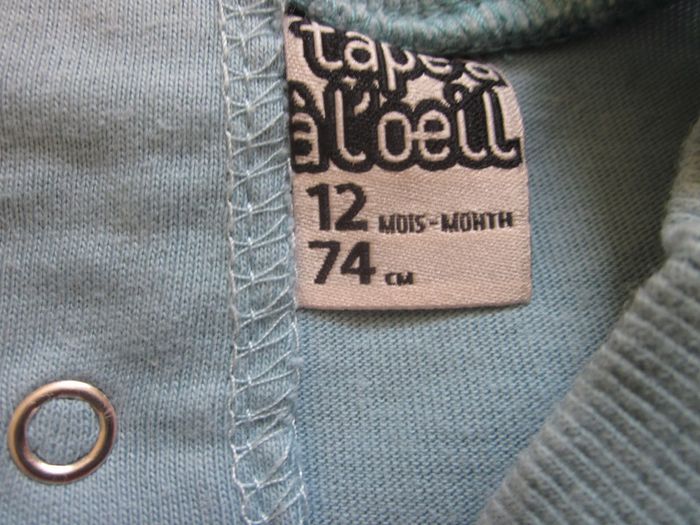 tape à
à l'oeil
12 MOIS-MONTH
74 CM